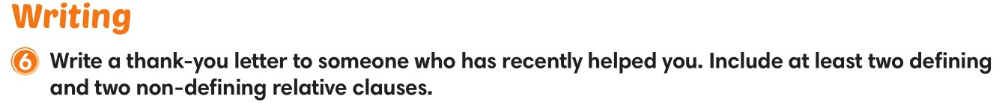 Writing
6 Write a thank-you letter to someone who has recently helped you. Include at least two defining
and two non-defining relative clauses.